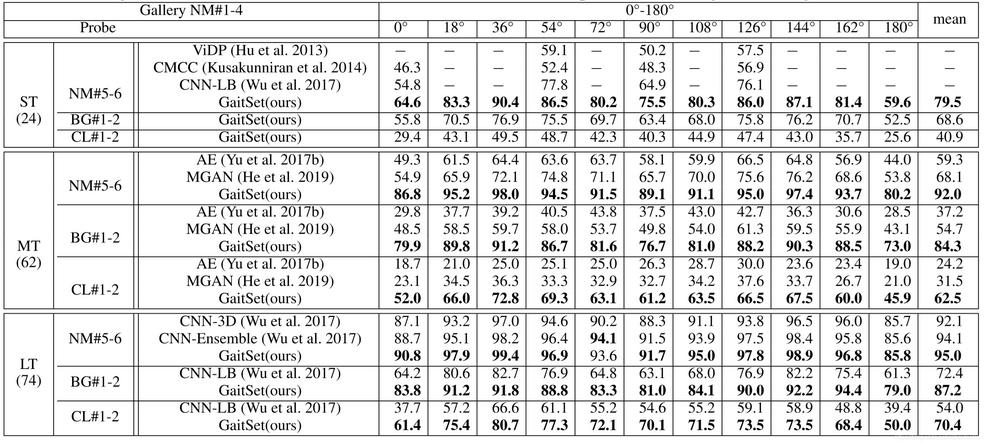 Gallery NM#1-4 0°-180° mean
Probe 0° 18° 36° 54° 72° 90° 108° 126° 144° 162° 180°
ST (24) NM#5-6 ViDP (Hu et al. 2013) – – – 59.1 – 50.2 – 57.5 – – – –
CMCC (Kusakunniran et al. 2014) 46.3 – – 52.4 – 48.3 – 56.9 – – – –
CNN-LB (Wu et al. 2017) 54.8 – – 77.8 – 64.9 – 76.1 – – – –
GaitSet(ours) 64.6 83.3 90.4 86.5 80.2 75.5 80.3 86.0 87.1 81.4 59.6 79.5
BG#1-2 GaitSet(ours) 55.8 70.5 76.9 75.5 69.7 63.4 68.0 75.8 76.2 70.7 52.5 68.6
CL#1-2 GaitSet(ours) 29.4 43.1 49.5 48.7 42.3 40.3 44.9 47.4 43.0 35.7 25.6 40.9
MT (62) NM#5-6 AE (Yu et al. 2017b) 49.3 61.5 64.4 63.6 63.7 58.1 59.9 66.5 64.8 56.9 44.0 59.3
MGAN (He et al. 2019) 54.9 65.9 72.1 74.8 71.1 65.7 70.0 75.6 76.2 68.6 53.8 68.1
GaitSet(ours) 86.8 95.2 98.0 94.5 91.5 89.1 91.1 95.0 97.4 93.7 80.2 92.0
BG#1-2 AE (Yu et al. 2017b) 29.8 37.7 39.2 40.5 43.8 37.5 43.0 42.7 36.3 30.6 28.5 37.2
MGAN (He et al. 2019) 48.5 58.5 59.7 58.0 53.7 49.8 54.0 61.3 59.5 55.9 43.1 54.7
GaitSet(ours) 79.9 89.8 91.2 86.7 81.6 76.7 81.0 88.2 90.3 88.5 73.0 84.3
CL#1-2 AE (Yu et al. 2017b) 18.7 21.0 25.0 25.1 25.0 26.3 28.7 30.0 23.6 23.4 19.0 24.2
MGAN (He et al. 2019) 23.1 34.5 36.3 33.3 32.9 32.7 34.2 37.6 33.7 26.7 21.0 31.5
GaitSet(ours) 52.0 66.0 72.8 69.3 63.1 61.2 63.5 66.5 67.5 60.0 45.9 62.5
LT (74) NM#5-6 CNN-3D (Wu et al. 2017) 87.1 93.2 97.0 94.6 90.2 88.3 91.1 93.8 96.5 96.0 85.7 92.1
CNN-Ensemble (Wu et al. 2017) 88.7 95.1 98.2 96.4 94.1 91.5 93.9 97.5 98.4 95.8 85.6 94.1
GaitSet(ours) 90.8 97.9 99.4 96.9 93.6 91.7 95.0 97.8 98.9 96.8 85.8 95.0
BG#1-2 CNN-LB (Wu et al. 2017) 64.2 80.6 82.7 76.9 64.8 63.1 68.0 76.9 82.2 75.4 61.3 72.4
GaitSet(ours) 83.8 91.2 91.8 88.8 83.3 81.0 84.1 90.0 92.2 94.4 79.0 87.2
CL#1-2 CNN-LB (Wu et al. 2017) 37.7 57.2 66.6 61.1 55.2 54.6 55.2 59.1 58.9 48.8 39.4 54.0
GaitSet(ours) 61.4 75.4 80.7 77.3 72.1 70.1 71.5 73.5 73.5 68.4 50.0 70.4